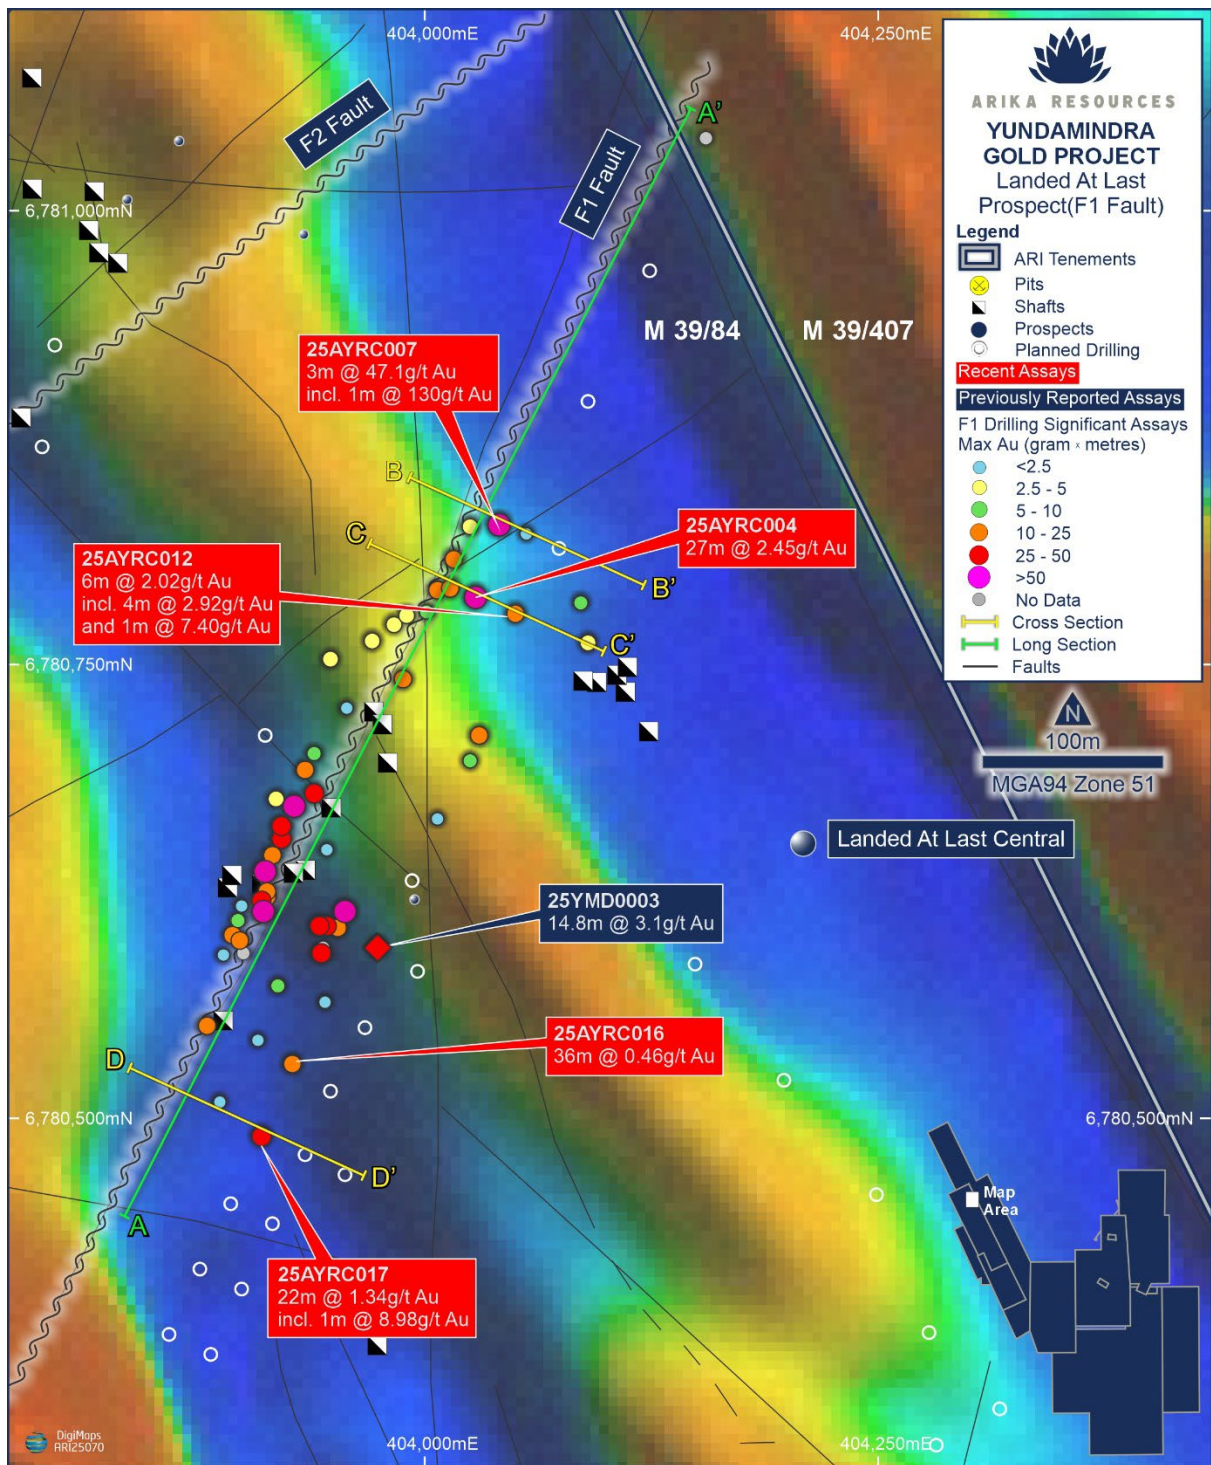 404,000mE
404,250mE
ARIKA RESOURCES
YUNDAMINDRA
GOLD PROJECT
Landed At Last
Prospect(F1 Fault)
Legend
ARI Tenements
Pits
Shafts
Prospects
Planned Drilling
Recent Assays
Previously Reported Assays
F1 Drilling Significant Assays
Max Au (gram x metres)
<2.5
2.5 - 5
5 - 10
10 - 25
25 - 50
>50
No Data
Cross Section
Long Section
Faults
N
100m
MGA94 Zone 51
F2 Fault
A'
F1 Fault
6,781,000mN
M 39/84
M 39/407
25AYRC007
3m @ 47.1g/t Au
incl. 1m @ 130g/t Au
B
C
25AYRC004
27m @ 2.45g/t Au
25AYRC012
6m @ 2.02g/t Au
incl. 4m @ 2.92g/t Au
and 1m @ 7.40g/t Au
B'
C'
6,780,750mN
Landed At Last Central
25YMD0003
14.8m @ 3.1g/t Au
25AYRC016
36m @ 0.46g/t Au
D
6,780,500mN
6,780,500mN
D'
A
Map
Area
25AYRC017
22m @ 1.34g/t Au
incl. 1m @ 8.98g/t Au
DigiMaps
ARI25070
404,000mE
404,250mE